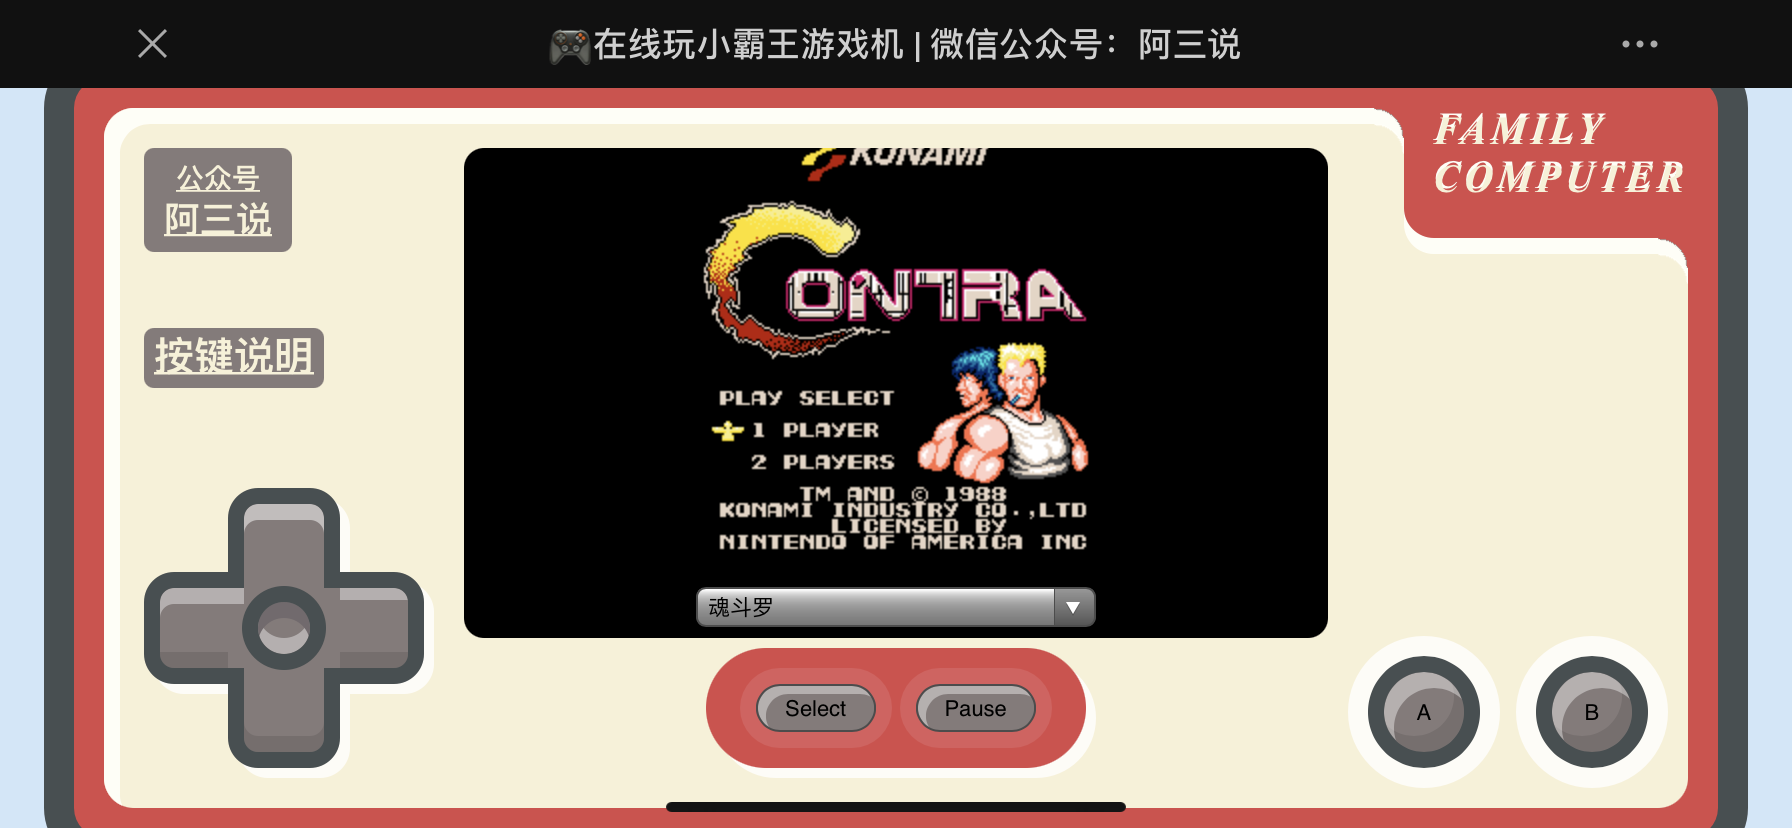 🎮在线玩小霸王游戏机 | 微信公众号：阿三说
FAMILY
COMPUTER
公众号
阿三说
按键说明
KONAMI
CONTRA
PLAY SELECT
1 PLAYER
2 PLAYERS
TM AND © 1988
KONAMI INDUSTRY CO.,LTD
LICENSED BY
NINTENDO OF AMERICA INC
魂斗罗
Select
Pause
A
B